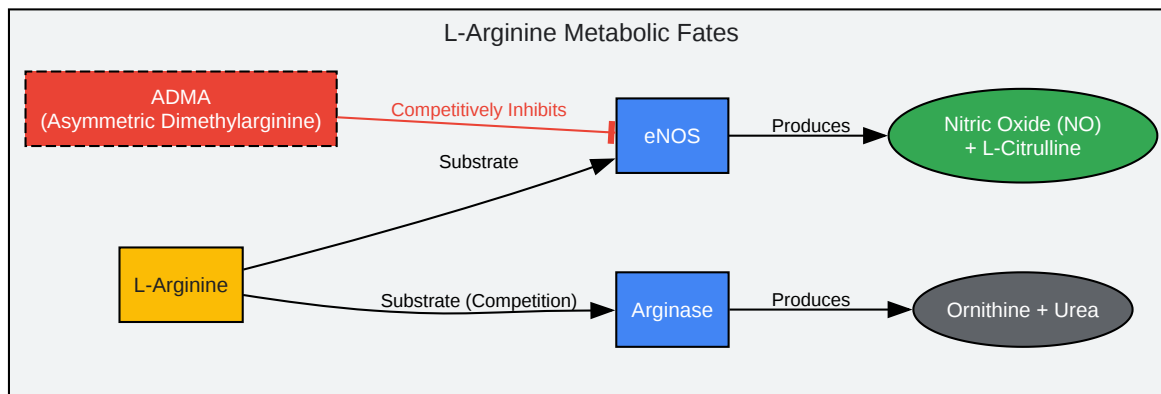 L-Arginine Metabolic Fates
ADMA
(Asymmetric Dimethylarginine)
Competitively Inhibits
eNOS
Produces
Nitric Oxide (NO)
+ L-Citrulline
Substrate
L-Arginine
Substrate (Competition)
Arginase
Produces
Ornithine + Urea